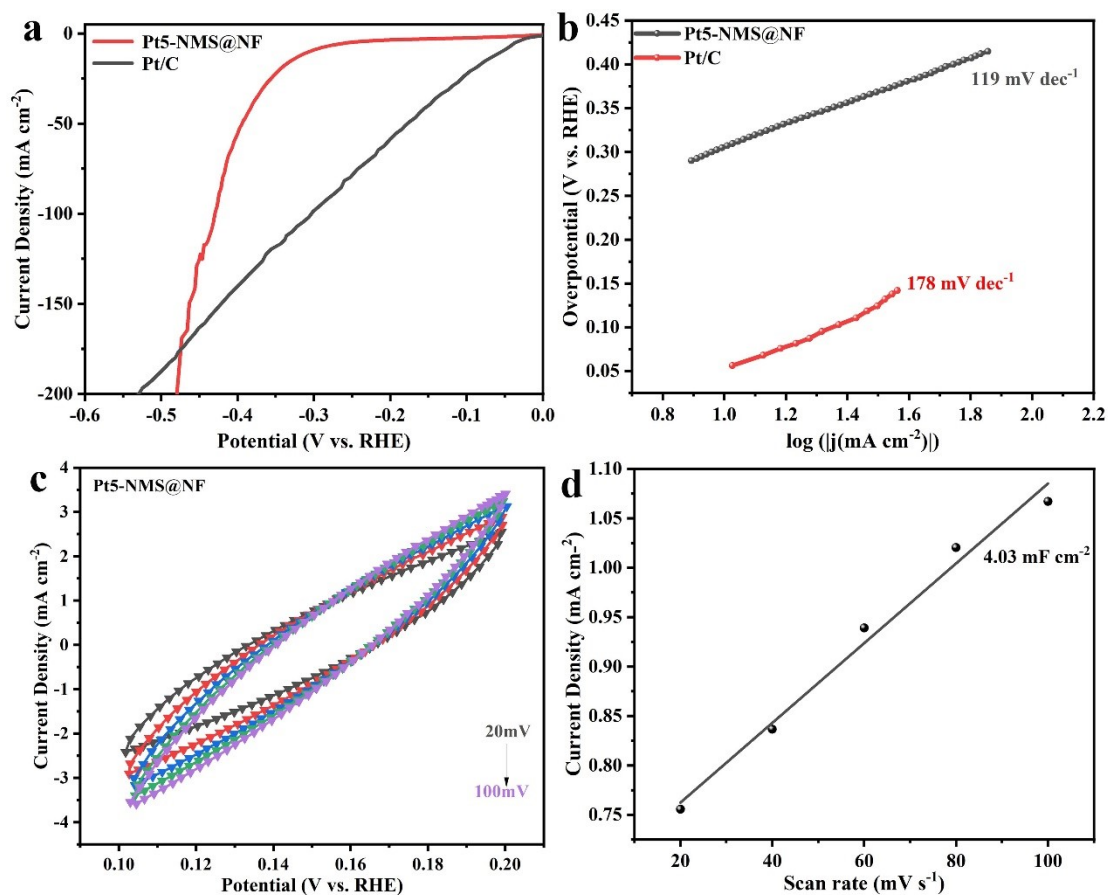 a
Pt5-NMS@NF
Pt/C
0
-50
-100
-150
-200
-0.6
-0.5
-0.4
-0.3
-0.2
-0.1
0.0
Current Density (mA cm-2)
Potential (V vs. RHE)
b
Pt5-NMS@NF
Pt/C
119 mV dec-1
178 mV dec-1
0.45
0.40
0.35
0.30
0.25
0.20
0.15
0.10
0.05
0.8
1.0
1.2
1.4
1.6
1.8
2.0
2.2
Overpotential (V vs. RHE)
log (|j(mA cm-2)|)
c
Pt5-NMS@NF
20mV
100mV
4
3
2
1
0
-1
-2
-3
-4
0.10
0.12
0.14
0.16
0.18
0.20
Current Density (mA cm-2)
Potential (V vs. RHE)
d
4.03 mF cm-2
1.10
1.05
1.00
0.95
0.90
0.85
0.80
0.75
20
40
60
80
100
Current Density (mA cm-2)
Scan rate (mV s-1)